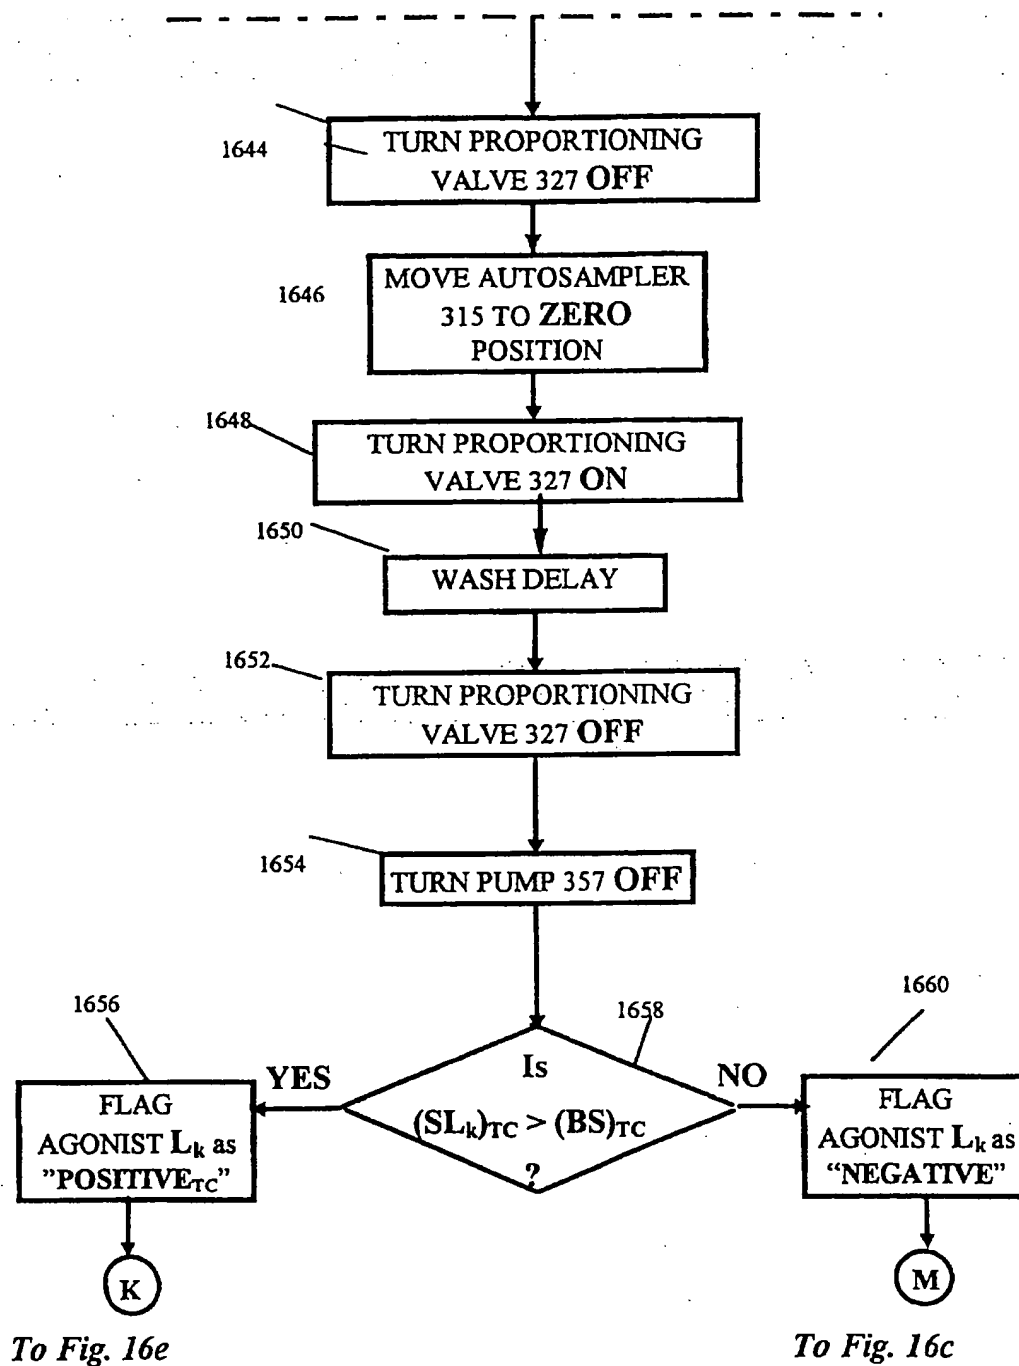 1644
TURN PROPORTIONING
VALVE 327 OFF
1646
MOVE AUTOSAMPLER
315 TO ZERO
POSITION
1648
TURN PROPORTIONING
VALVE 327 ON
1650
WASH DELAY
1652
TURN PROPORTIONING
VALVE 327 OFF
1654
TURN PUMP 357 OFF
1656
1658
1660
YES
Is
(SLk)TC > (BS)TC
?
NO
FLAG
AGONIST Lk as
"POSITIVETC"
FLAG
AGONIST Lk as
"NEGATIVE"
K
M
To Fig. 16e
To Fig. 16c